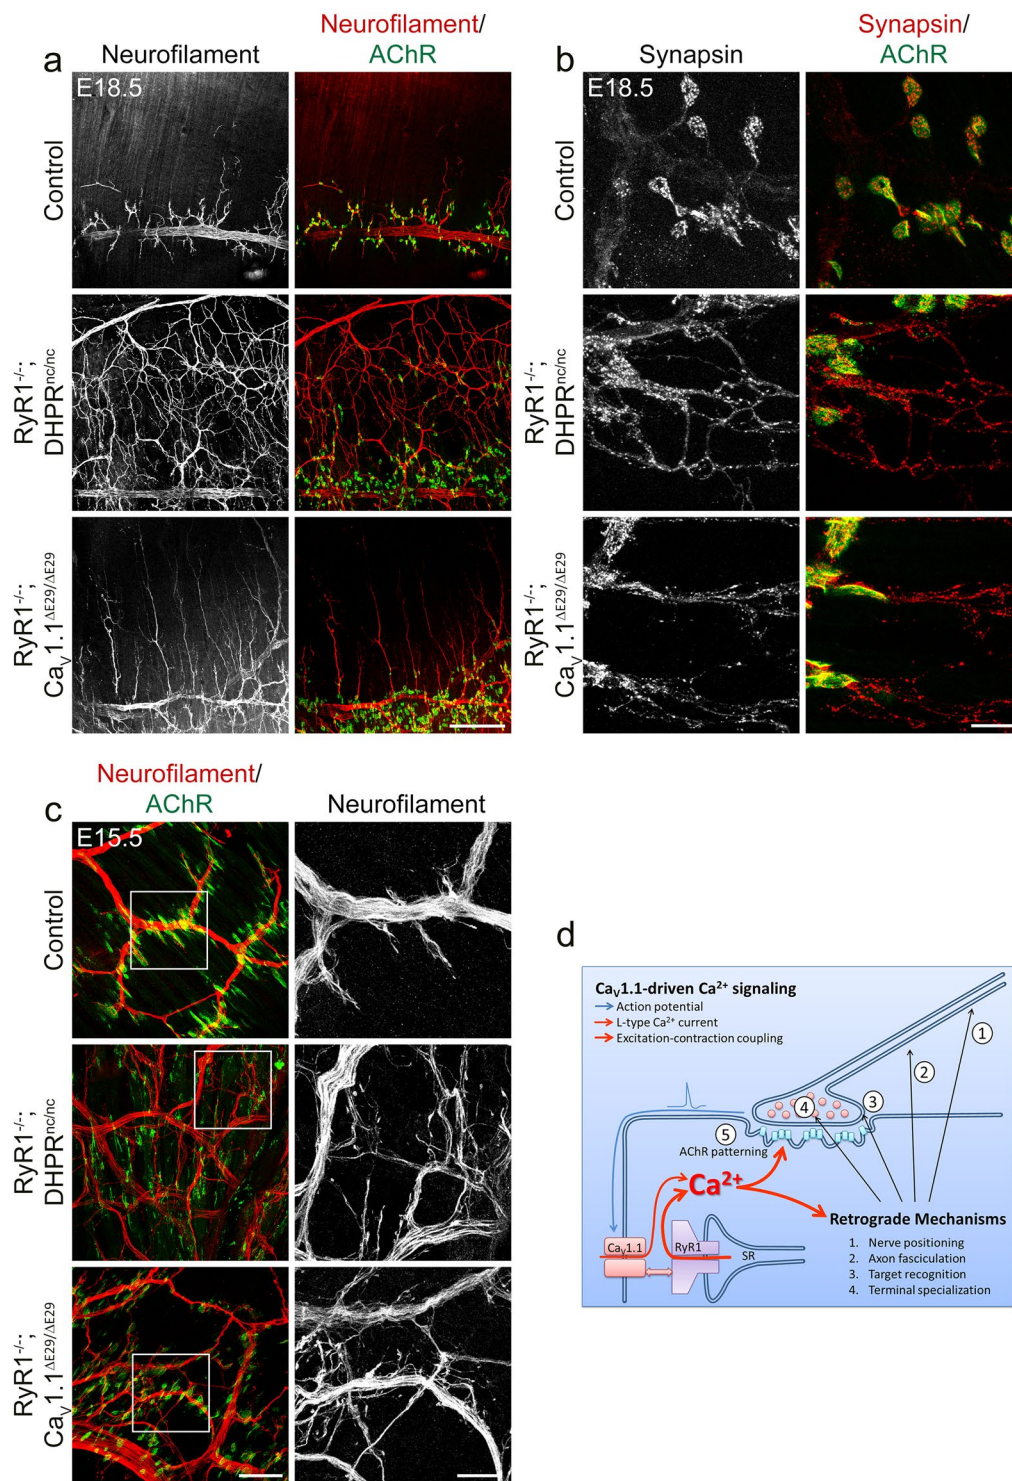 a
Neurofilament
Neurofilament/
AChR
E18.5
Control
RyR1-/-;
DHPRnc/nc
RyR1-/-;
CaV1.1ΔE29/ΔE29
b
Synapsin
Synapsin/
AChR
E18.5
Control
RyR1-/-;
DHPRnc/nc
RyR1-/-;
CaV1.1ΔE29/ΔE29
c
Neurofilament/
AChR
Neurofilament
E15.5
Control
RyR1-/-;
DHPRnc/nc
RyR1-/-;
CaV1.1ΔE29/ΔE29
d
CaV1.1-driven Ca2+ signaling
Action potential
L-type Ca2+ current
Excitation-contraction coupling
1
2
3
4
5
AChR patterning
Ca2+
CaV1.1
RyR1
SR
Retrograde Mechanisms
1. Nerve positioning
2. Axon fasciculation
3. Target recognition
4. Terminal specialization